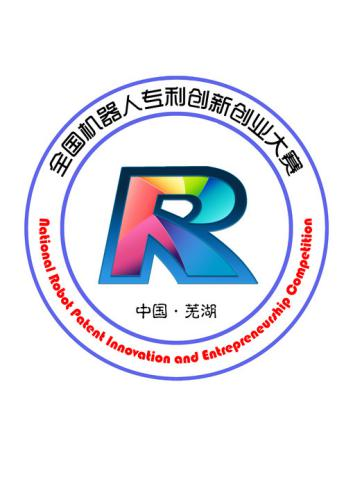 全国机器人专利创新创业大赛
R
中国·芜湖
National Robot Patent Innovation and Entrepreneurship Competition